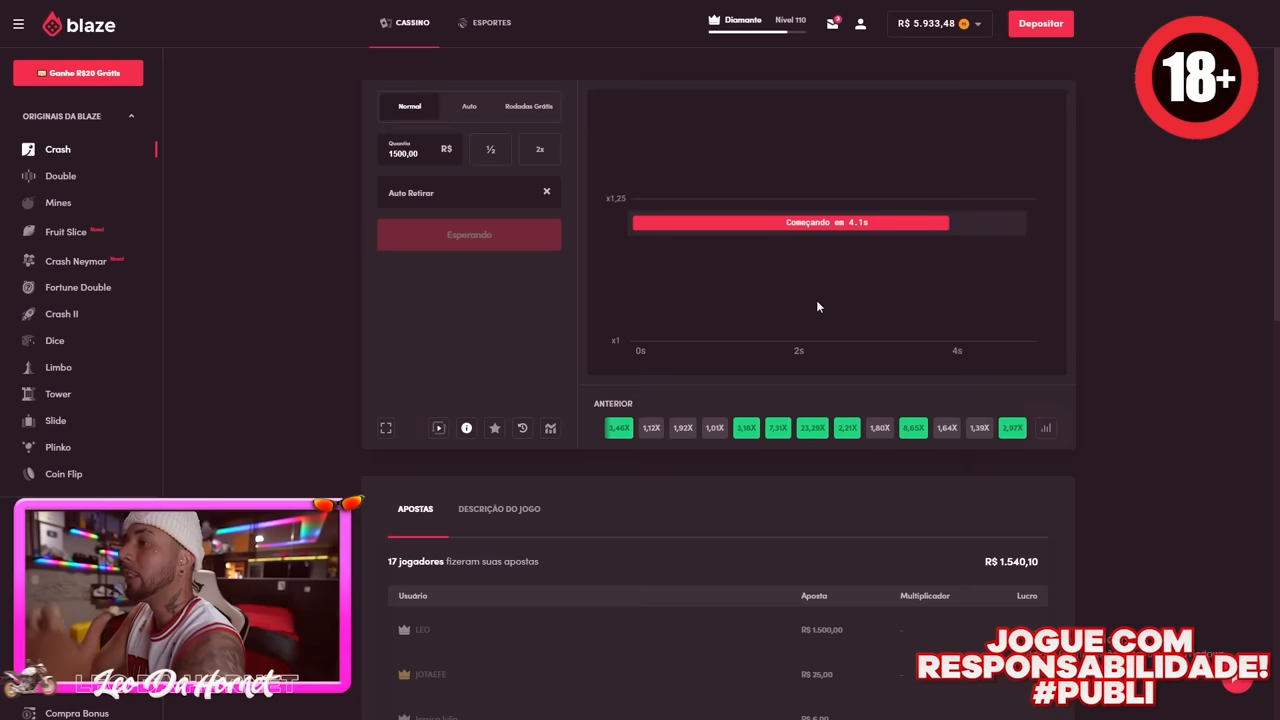 blaze
CASSINO
ESPORTES
Diamante
Nível 110
3
R$ 5.933,48
Depositar
18+
Ganhe R$20 Grátis
ORIGINAIS DA BLAZE
Crash
Double
Mines
Fruit Slice New!
Crash Neymar New!
Fortune Double
Crash II
Dice
Limbo
Tower
Slide
Plinko
Coin Flip
Compra Bonus
Normal
Auto
Rodadas Grátis
Quantia
1500,00
R$
½
2x
Auto Retirar
Esperando
x1,25
Começando em 4.1s
x1
0s
2s
4s
ANTERIOR
3,46X
1,12X
1,92X
1,01X
3,18X
7,31X
23,29X
2,21X
1,80X
8,65X
1,64X
1,39X
2,97X
APOSTAS
DESCRIÇÃO DO JOGO
17 jogadores fizeram suas apostas
R$ 1.540,10
Usuário
Aposta
Multiplicador
Lucro
LEO
R$ 1.500,00
-
JOTAEFE
R$ 25,00
-
Leo Da Hornet
JOGUE COM
RESPONSABILIDADE!
#PUBLI